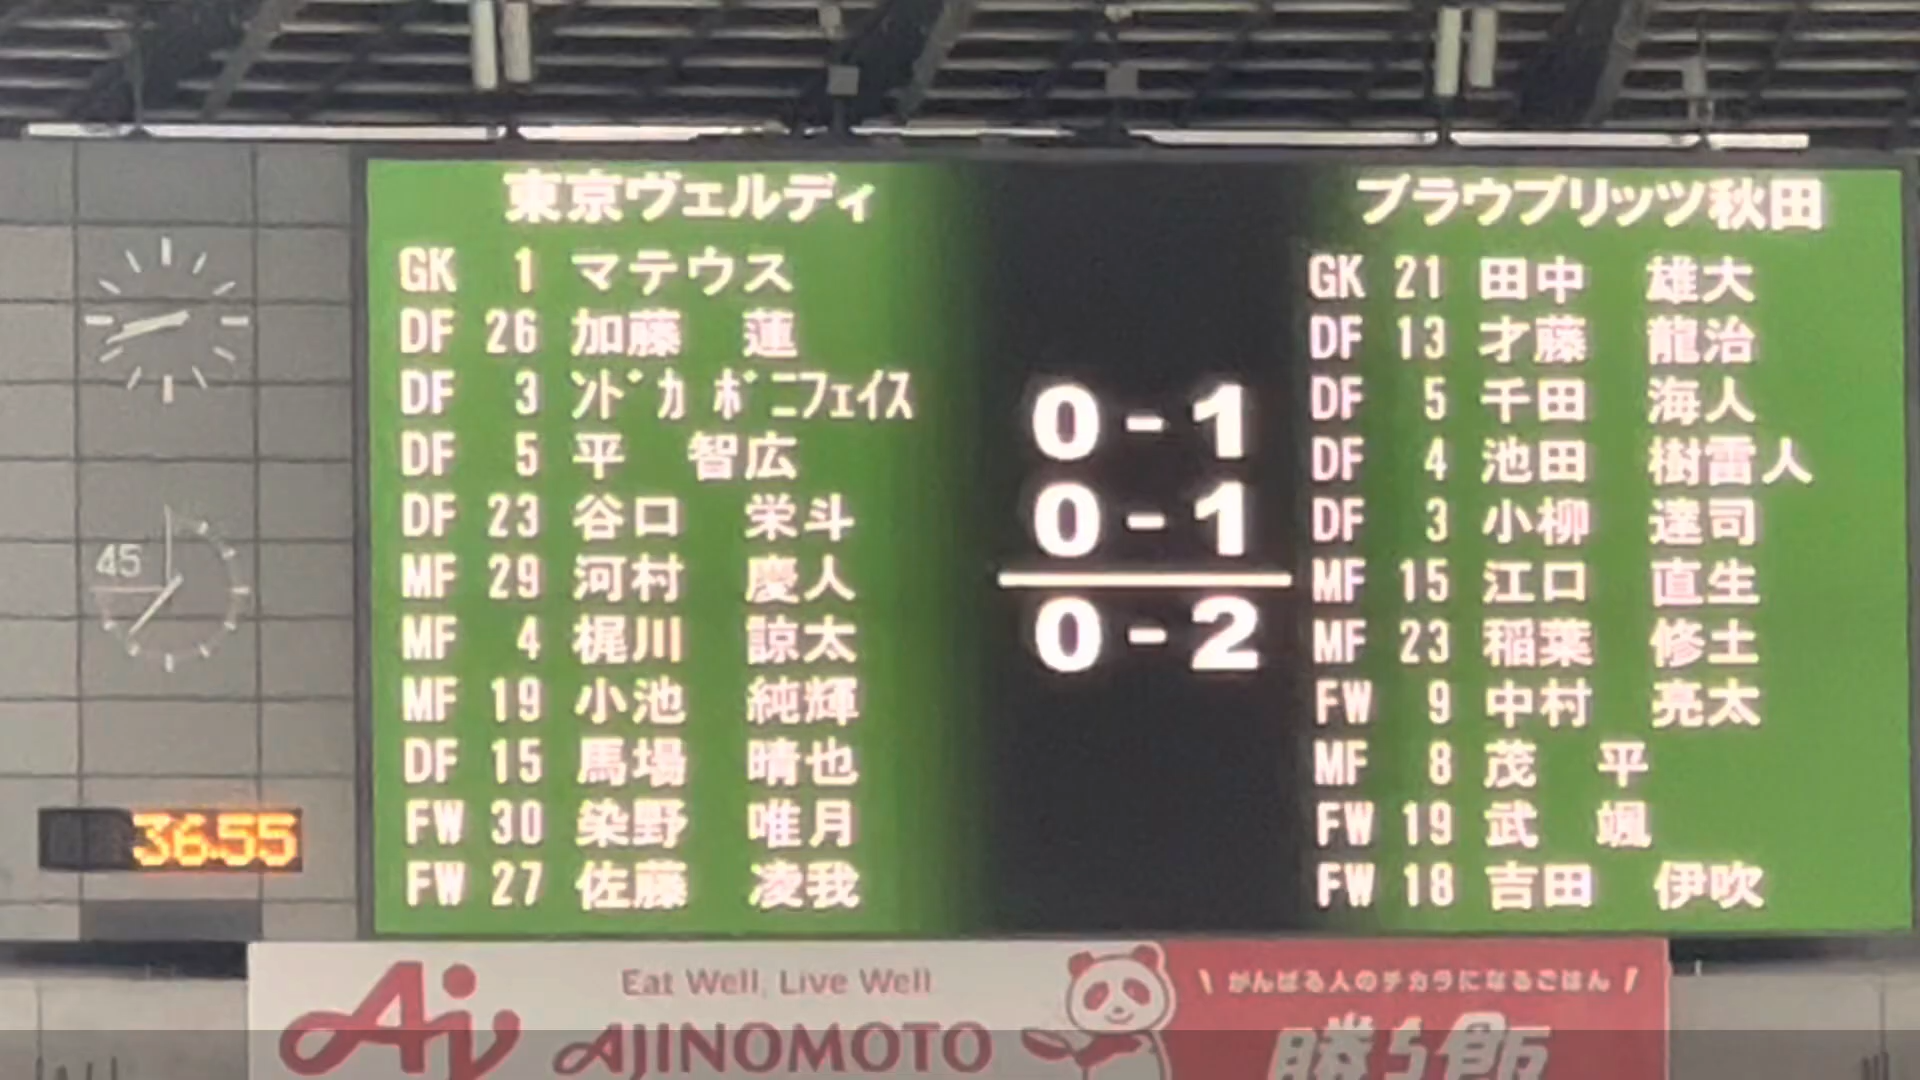 東京ヴェルディ
GK 1 マテウス
DF 26 加藤 蓮
DF 3 ンドカ ボニフェイス
DF 5 平 智広
DF 23 谷口 栄斗
MF 29 河村 慶人
MF 4 梶川 諒太
MF 19 小池 純輝
DF 15 馬場 晴也
FW 30 染野 唯月
FW 27 佐藤 凌我
0-1
0-1
0-2
ブラウブリッツ秋田
GK 21 田中 雄大
DF 13 才藤 龍治
DF 5 千田 海人
DF 4 池田 樹雷人
DF 3 小柳 達司
MF 15 江口 直生
MF 23 稲葉 修土
FW 9 中村 亮太
MF 8 茂 平
FW 19 武 颯
FW 18 吉田 伊吹
45
36.55
Eat Well, Live Well
AJINOMOTO
\ がんばる人のチカラになるごはん /
勝ち飯